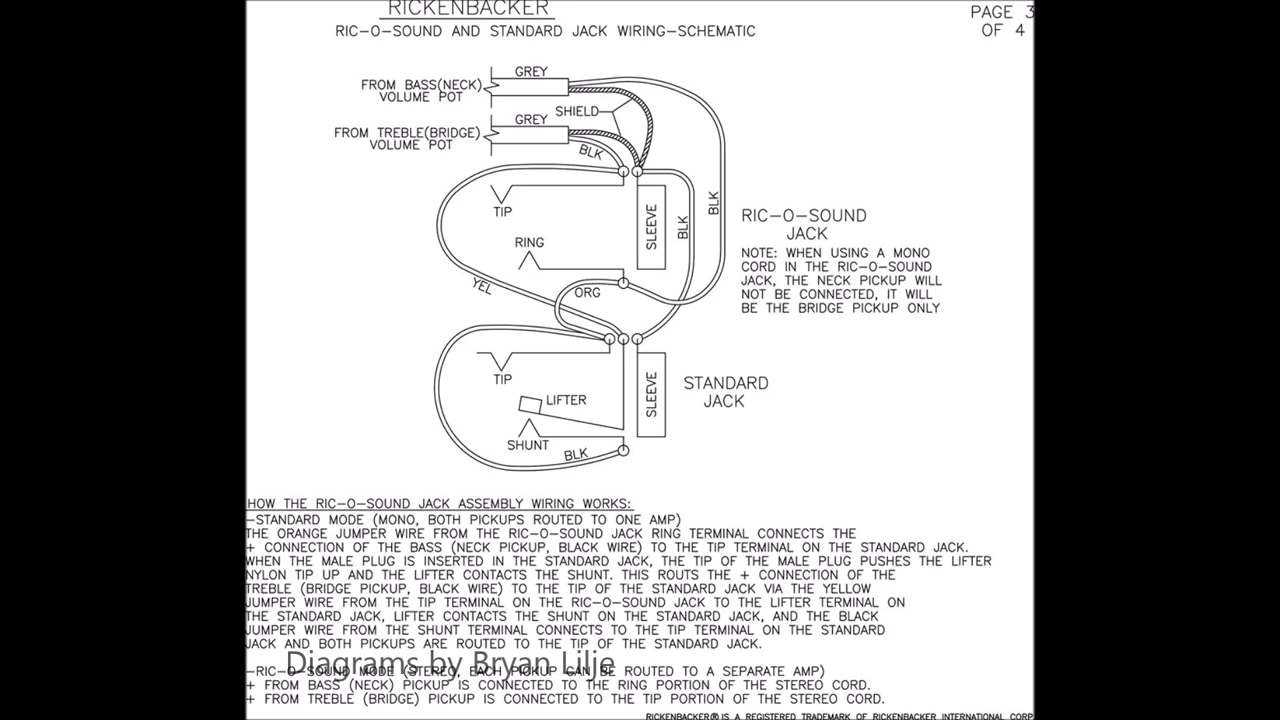 RICKENBACKER
RIC-O-SOUND AND STANDARD JACK WIRING-SCHEMATIC
PAGE 3
OF 4
GREY
FROM BASS(NECK)
VOLUME POT
SHIELD
GREY
FROM TREBLE(BRIDGE)
VOLUME POT
BLK
TIP
SLEEVE
BLK
BLK
RING
RIC-O-SOUND
JACK
NOTE: WHEN USING A MONO
CORD IN THE RIC-O-SOUND
JACK, THE NECK PICKUP WILL
NOT BE CONNECTED, IT WILL
BE THE BRIDGE PICKUP ONLY
YEL
ORG
TIP
SLEEVE
STANDARD
JACK
LIFTER
SHUNT
BLK
HOW THE RIC-O-SOUND JACK ASSEMBLY WIRING WORKS:
-STANDARD MODE (MONO, BOTH PICKUPS ROUTED TO ONE AMP)
THE ORANGE JUMPER WIRE FROM THE RIC-O-SOUND JACK RING TERMINAL CONNECTS THE
+ CONNECTION OF THE BASS (NECK PICKUP, BLACK WIRE) TO THE TIP TERMINAL ON THE STANDARD JACK.
WHEN THE MALE PLUG IS INSERTED IN THE STANDARD JACK, THE TIP OF THE MALE PLUG PUSHES THE LIFTER
NYLON TIP UP AND THE LIFTER CONTACTS THE SHUNT. THIS ROUTS THE + CONNECTION OF THE
TREBLE (BRIDGE PICKUP, BLACK WIRE) TO THE TIP OF THE STANDARD JACK VIA THE YELLOW
JUMPER WIRE FROM THE TIP TERMINAL ON THE RIC-O-SOUND JACK TO THE LIFTER TERMINAL ON
THE STANDARD JACK, LIFTER CONTACTS THE SHUNT ON THE STANDARD JACK, AND THE BLACK
JUMPER WIRE FROM THE SHUNT TERMINAL CONNECTS TO THE TIP TERMINAL ON THE STANDARD
JACK AND BOTH PICKUPS ARE ROUTED TO THE TIP OF THE STANDARD JACK.
Diagrams by Bryan Lilje
-RIC-O-SOUND MODE (STEREO, EACH PICKUP CAN BE ROUTED TO A SEPARATE AMP)
+ FROM BASS (NECK) PICKUP IS CONNECTED TO THE RING PORTION OF THE STEREO CORD.
+ FROM TREBLE (BRIDGE) PICKUP IS CONNECTED TO THE TIP PORTION OF THE STEREO CORD.
RICKENBACKER® IS A REGISTERED TRADEMARK OF RICKENBACKER INTERNATIONAL CORP